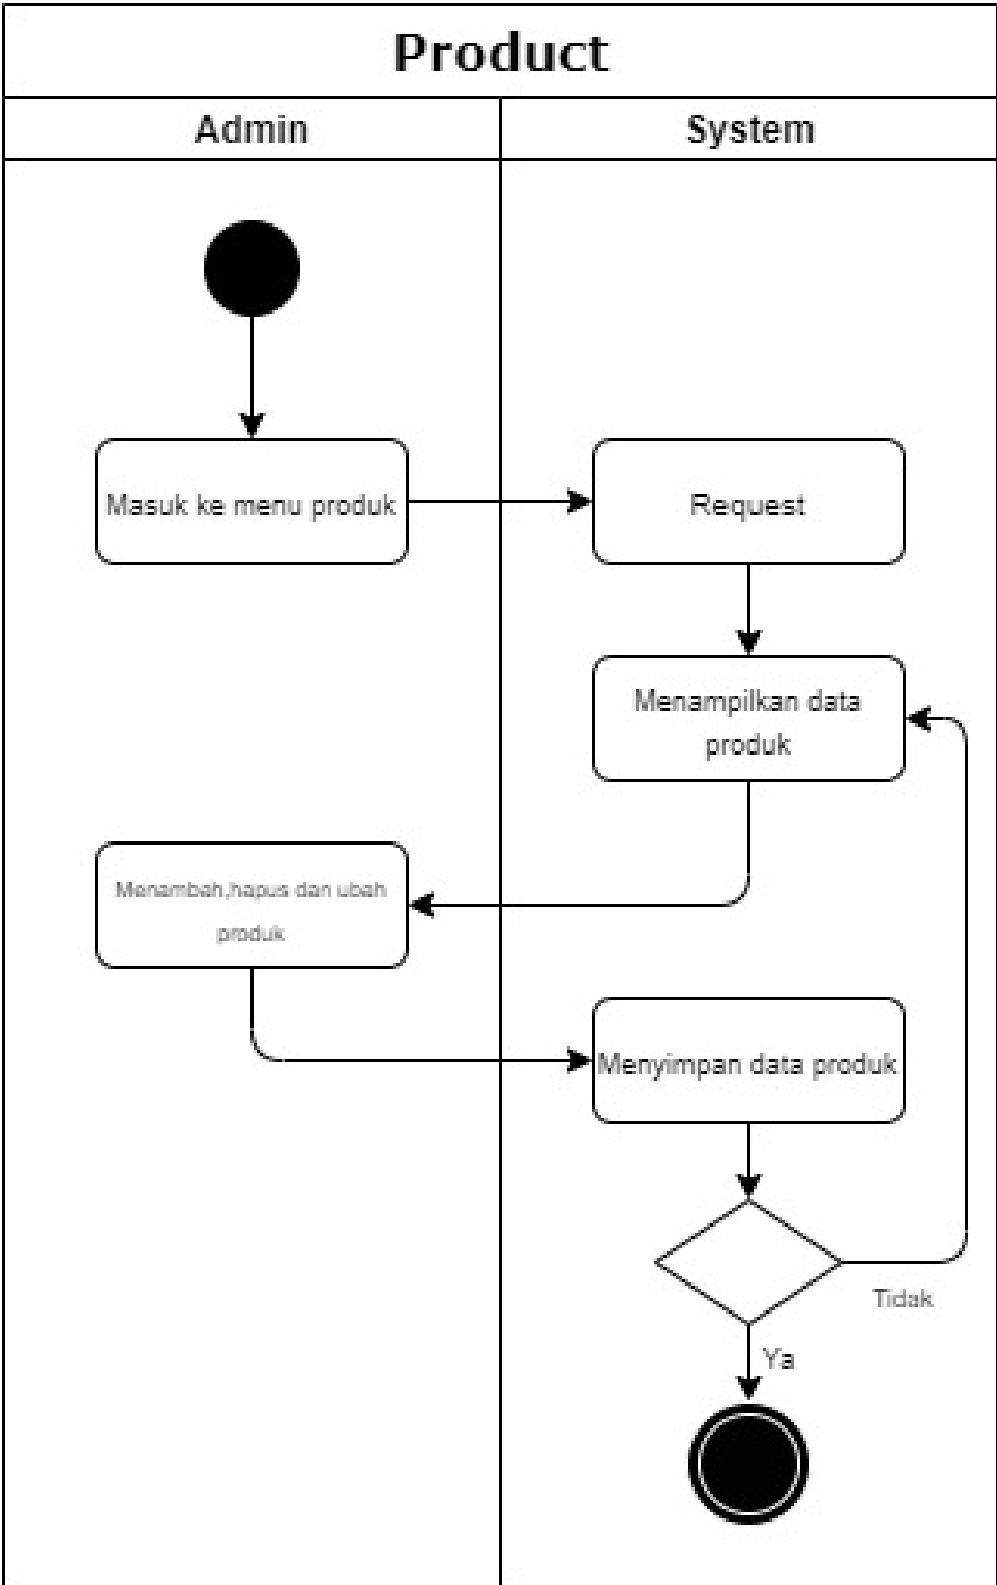 Product
Admin
System
Masuk ke menu produk
Request
Menampilkan data
produk
Menambah,hapus dan ubah
produk
Menyimpan data produk
Tidak
Ya